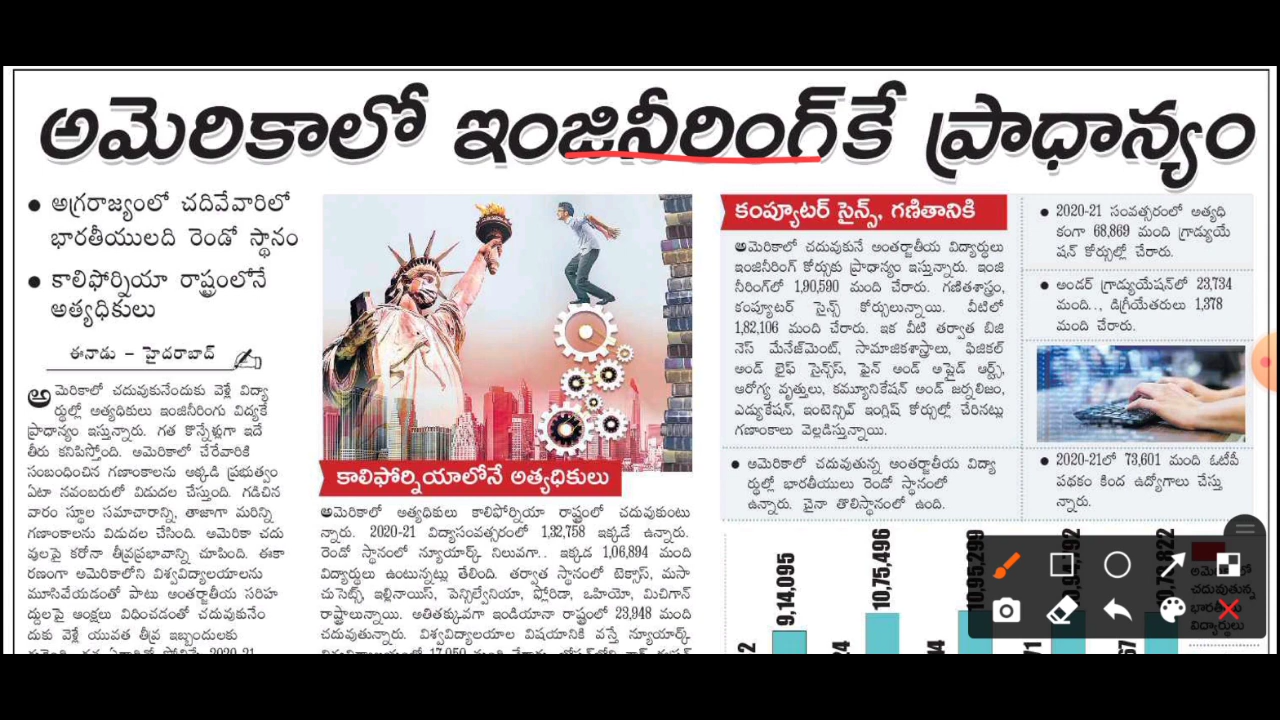 అమెరికాలో ఇంజినీరింగ్‌కే ప్రాధాన్యం
● అగ్రరాజ్యంలో చదివేవారిలో
భారతీయులది రెండో స్థానం
● కాలిఫోర్నియా రాష్ట్రంలోనే
అత్యధికులు
ఈనాడు – హైదరాబాద్
అమెరికాలో చదువుకునేందుకు వెళ్లే విద్యా
ర్థుల్లో అత్యధికులు ఇంజినీరింగు విద్యకే
ప్రాధాన్యం ఇస్తున్నారు. గత కొన్నేళ్లుగా ఇదే
తీరు కనిపిస్తోంది. అమెరికాలో చేరేవారికి
సంబంధించిన గణాంకాలను అక్కడి ప్రభుత్వం
ఏటా నవంబరులో విడుదల చేస్తుంది. గడిచిన
వారం స్థూల సమాచారాన్ని, తాజాగా మరిన్ని
గణాంకాలను విడుదల చేసింది. అమెరికా చదు
వులపై కరోనా తీవ్రప్రభావాన్ని చూపింది. ఈకా
రణంగా అమెరికాలోని విశ్వవిద్యాలయాలను
మూసివేయడంతో పాటు అంతర్జాతీయ సరిహ
ద్దులపై ఆంక్షలు విధించడంతో చదువుకునేం
దుకు వెళ్లే యువత తీవ్ర ఇబ్బందులకు
కాలిఫోర్నియాలోనే అత్యధికులు
అమెరికాలో అత్యధికులు కాలిఫోర్నియా రాష్ట్రంలో చదువుకుంటు
న్నారు. 2020-21 విద్యాసంవత్సరంలో 1,32,758 ఇక్కడే ఉన్నారు.
రెండో స్థానంలో న్యూయార్క్ నిలువగా.. ఇక్కడ 1,06,894 మంది
విద్యార్థులు ఉంటున్నట్లు తేలింది. తర్వాత స్థానంలో టెక్సాస్, మసా
చుసెట్స్, ఇల్లినాయిస్, పెన్సిల్వేనియా, ఫ్లోరిడా, ఒహియో, మిచిగాన్
రాష్ట్రాలున్నాయి. అతితక్కువగా ఇండియానా రాష్ట్రంలో 23,948 మంది
చదువుతున్నారు. విశ్వవిద్యాలయాల విషయానికి వస్తే న్యూయార్క్
కంప్యూటర్ సైన్స్, గణితానికి
అమెరికాలో చదువుకునే అంతర్జాతీయ విద్యార్థులు
ఇంజినీరింగ్ కోర్సుకు ప్రాధాన్యం ఇస్తున్నారు. ఇంజి
నీరింగ్‌లో 1,90,590 మంది చేరారు. గణితశాస్త్రం,
కంప్యూటర్ సైన్స్ కోర్సులున్నాయి. వీటిలో
1,82,106 మంది చేరారు. ఇక వీటి తర్వాత బిజి
నెస్ మేనేజ్‌మెంట్, సామాజికశాస్త్రాలు, ఫిజికల్
అండ్ లైఫ్ సైన్సెస్, ఫైన్ అండ్ అప్లైడ్ ఆర్ట్స్,
ఆరోగ్య వృత్తులు, కమ్యూనికేషన్ అండ్ జర్నలిజం,
ఎడ్యుకేషన్, ఇంటెన్సివ్ ఇంగ్లిష్ కోర్సుల్లో చేరినట్లు
గణాంకాలు వెల్లడిస్తున్నాయి.
● అమెరికాలో చదువుతున్న అంతర్జాతీయ విద్యా
ర్థుల్లో భారతీయులు రెండో స్థానంలో
ఉన్నారు. చైనా తొలిస్థానంలో ఉంది.
● 2020-21 సంవత్సరంలో అత్యధి
కంగా 68,869 మంది గ్రాడ్యుయే
షన్ కోర్సుల్లో చేరారు.
● అండర్ గ్రాడ్యుయేషన్‌లో 23,734
మంది.., డిగ్రీయేతరులు 1,378
మంది చేరారు.
● 2020-21లో 73,601 మంది ఓటీపీ
పథకం కింద ఉద్యోగాలు చేస్తు
న్నారు.
9,14,095
10,75,496
10,95,299
అమెరికాలో
చదువుతున్న
భారతీయ
విద్యార్థులు